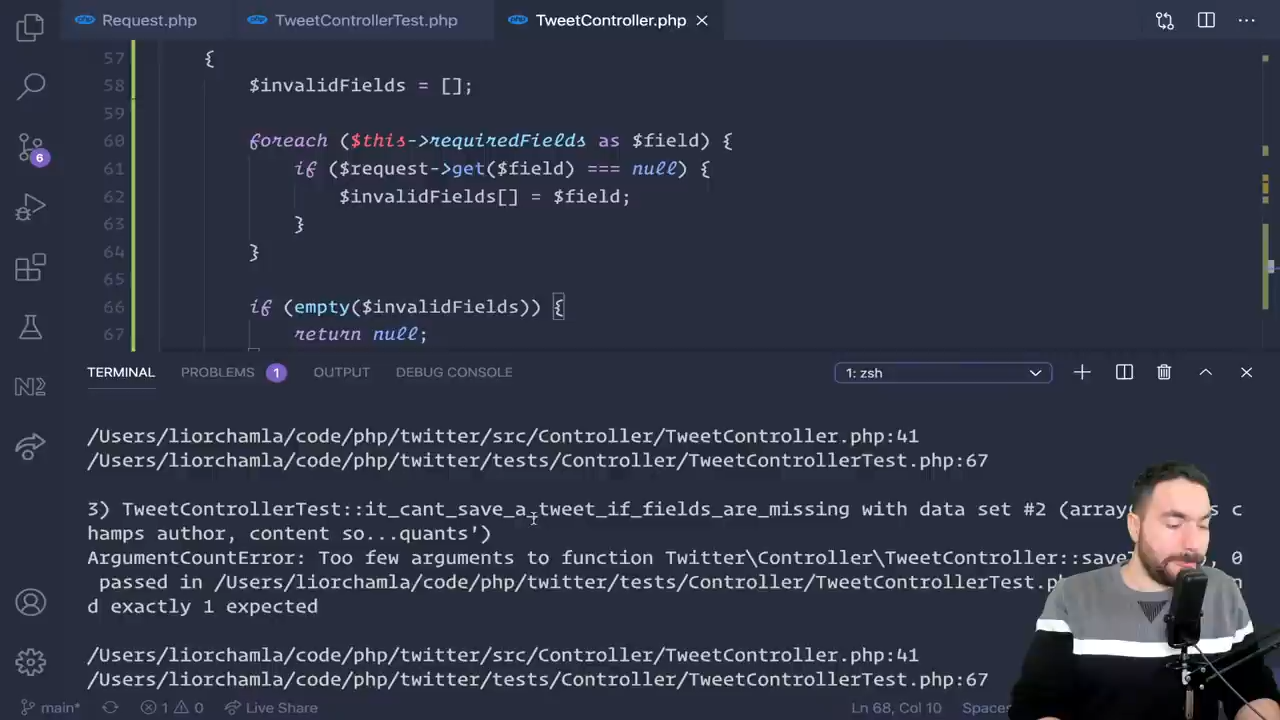 Request.php TweetControllerTest.php TweetController.php
57 {
58 $invalidFields = [];
59
60 foreach ($this->requiredFields as $field) {
61 if ($request->get($field) === null) {
62 $invalidFields[] = $field;
63 }
64 }
65
66 if (empty($invalidFields)) {
67 return null;
6
TERMINAL PROBLEMS 1 OUTPUT DEBUG CONSOLE 1: zsh
/Users/liorchamla/code/php/twitter/src/Controller/TweetController.php:41
/Users/liorchamla/code/php/twitter/tests/Controller/TweetControllerTest.php:67
3) TweetControllerTest::it_cant_save_a_tweet_if_fields_are_missing with data set #2 (array s c
hamps author, content so...quants')
ArgumentCountError: Too few arguments to function Twitter\Controller\TweetController::save , 0
passed in /Users/liorchamla/code/php/twitter/tests/Controller/TweetControllerTest.p n
d exactly 1 expected
/Users/liorchamla/code/php/twitter/src/Controller/TweetController.php:41
/Users/liorchamla/code/php/twitter/tests/Controller/TweetControllerTest.php:67
main* 1 0 Live Share Ln 68, Col 10 Spaces